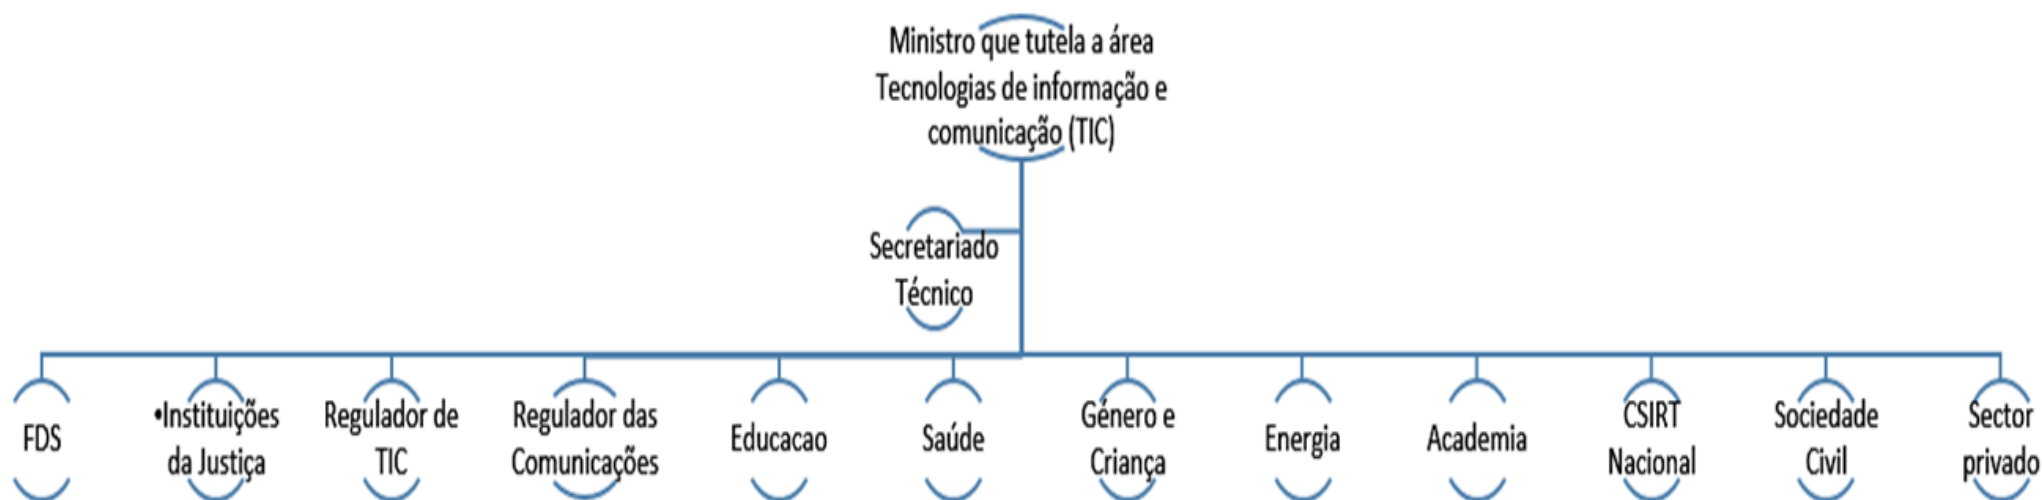 Ministro que tutela a área
Tecnologias de informação e
comunicação (TIC)
Secretariado
Técnico
FDS
•Instituições
da Justiça
Regulador de
TIC
Regulador das
Comunicações
Educacao
Saúde
Género e
Criança
Energia
Academia
CSIRT
Nacional
Sociedade
Civil
Sector
privado